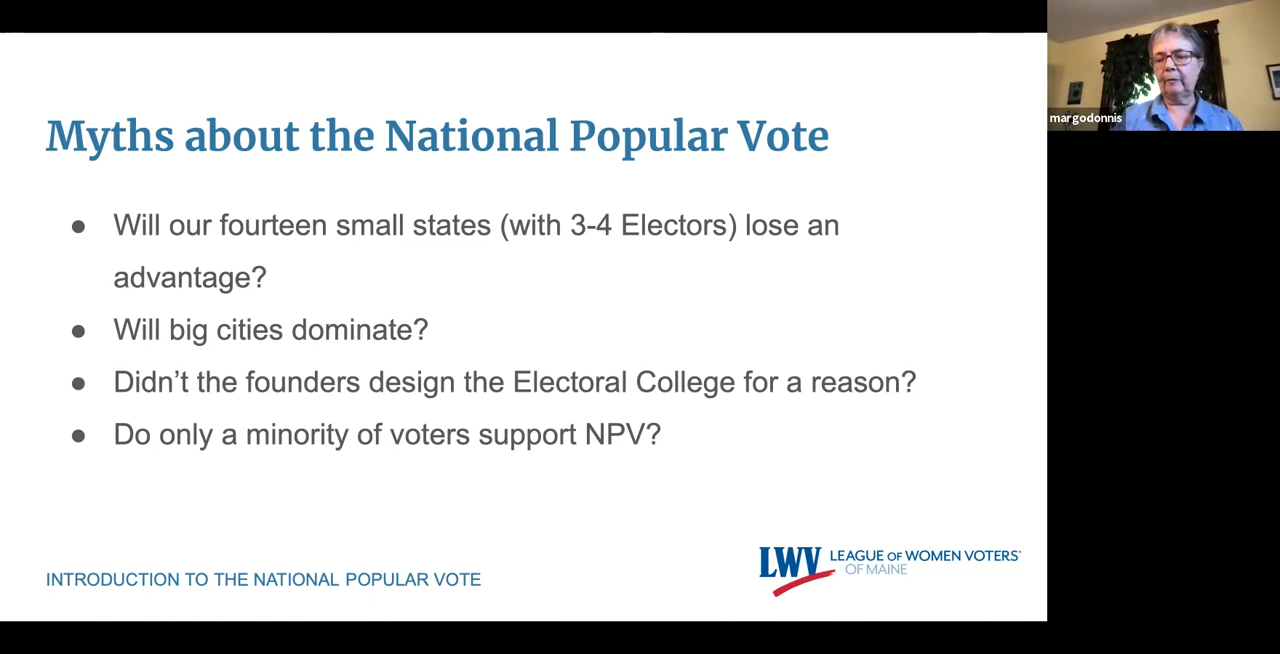 Myths about the National Popular Vote
● Will our fourteen small states (with 3-4 Electors) lose an
advantage?
● Will big cities dominate?
● Didn’t the founders design the Electoral College for a reason?
● Do only a minority of voters support NPV?
INTRODUCTION TO THE NATIONAL POPULAR VOTE
LWV LEAGUE OF WOMEN VOTERS®
OF MAINE
margodonnis